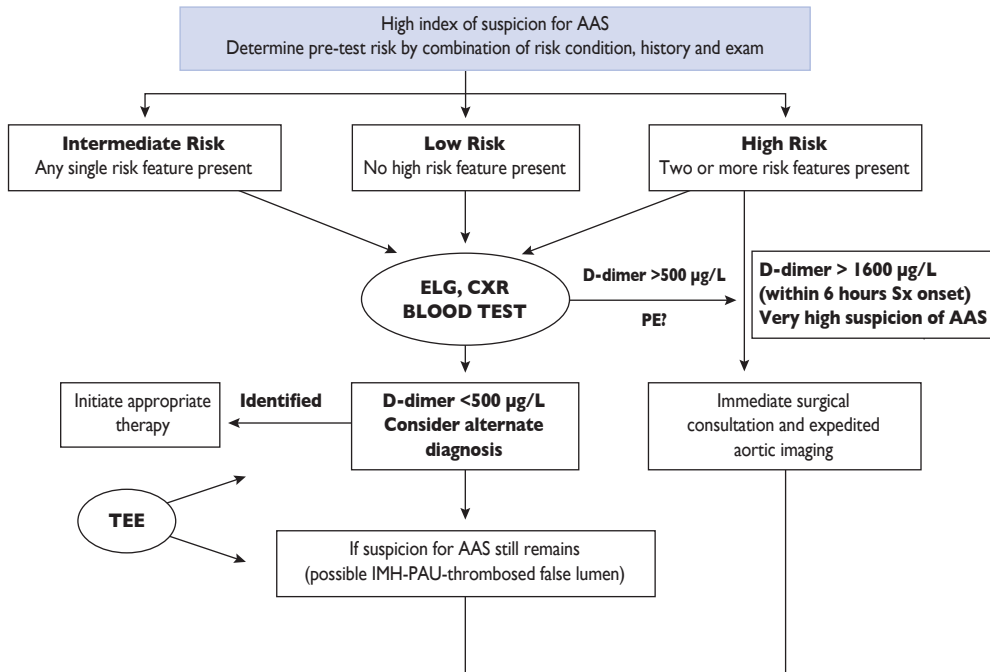 High index of suspicion for AAS
Determine pre-test risk by combination of risk condition, history and exam
Intermediate Risk
Any single risk feature present
Low Risk
No high risk feature present
High Risk
Two or more risk features present
ELG, CXR
BLOOD TEST
D-dimer >500 µg/L
PE?
D-dimer > 1600 µg/L
(within 6 hours Sx onset)
Very high suspicion of AAS
Initiate appropriate
therapy
Identified
D-dimer <500 µg/L
Consider alternate
diagnosis
Immediate surgical
consultation and expedited
aortic imaging
TEE
If suspicion for AAS still remains
(possible IMH-PAU-thrombosed false lumen)